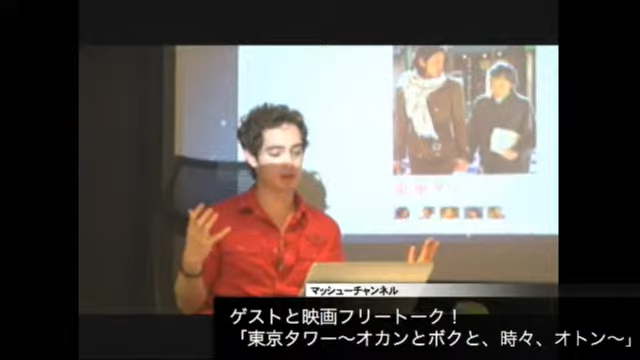 マッシューチャンネル
ゲストと映画フリートーク！
「東京タワー〜オカンとボクと、時々、オトン〜」